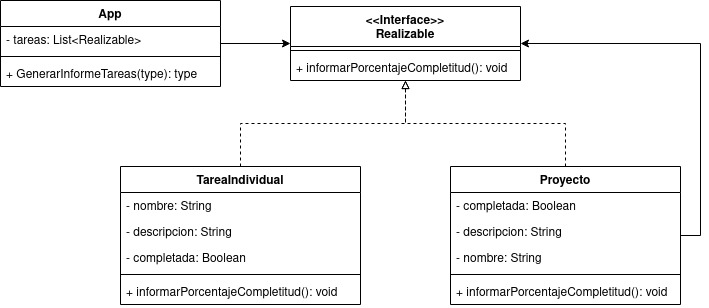 App
- tareas: List<Realizable>
+ GenerarInformeTareas(type): type
<<Interface>>
Realizable
+ informarPorcentajeCompletitud(): void
TareaIndividual
- nombre: String
- descripcion: String
- completada: Boolean
+ informarPorcentajeCompletitud(): void
Proyecto
- completada: Boolean
- descripcion: String
- nombre: String
+ informarPorcentajeCompletitud(): void